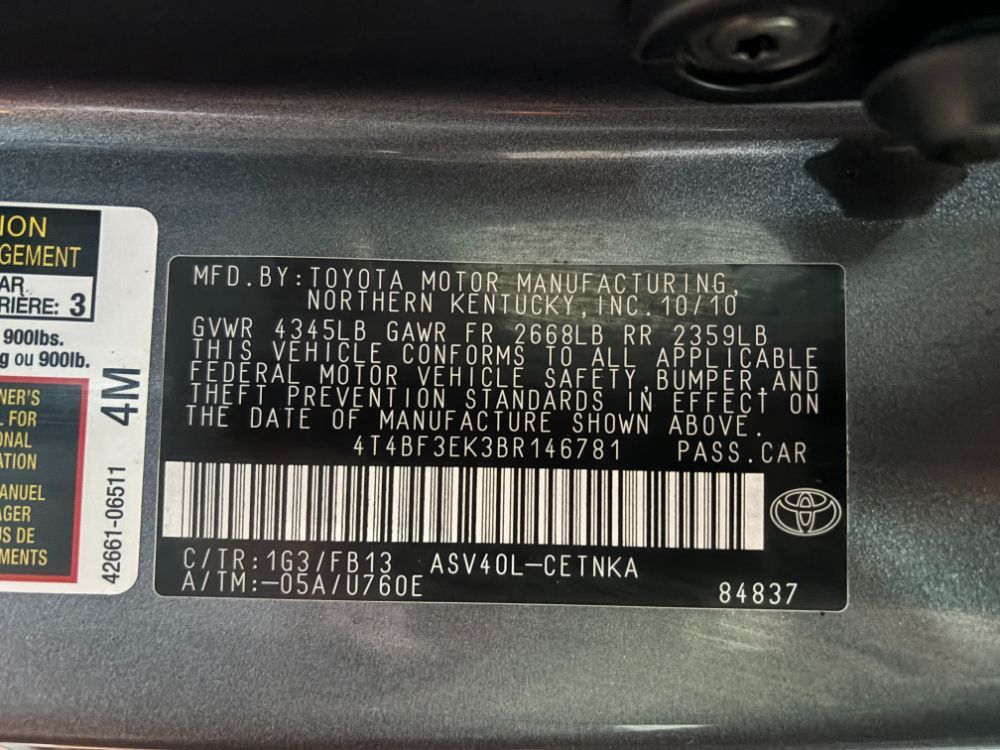 ION
GEMENT
AR
RIÈRE: 3
900lbs.
g ou 900lb.
NER'S
L FOR
ONAL
ATION
ANUEL
AGER
US DE
EMENTS
4M
42661-06511
MFD.BY:TOYOTA MOTOR MANUFACTURING,
NORTHERN KENTUCKY,INC.10/10
GVWR 4345LB GAWR FR 2668LB RR 2359LB
THIS VEHICLE CONFORMS TO ALL APPLICABLE
FEDERAL MOTOR VEHICLE SAFETY,BUMPER,AND
THEFT PREVENTION STANDARDS IN EFFECT ON
THE DATE OF MANUFACTURE SHOWN ABOVE.
4T4BF3EK3BR146781 PASS.CAR
C/TR:1G3/FB13 ASV40L-CETNKA
A/TM:-05A/U760E
84837